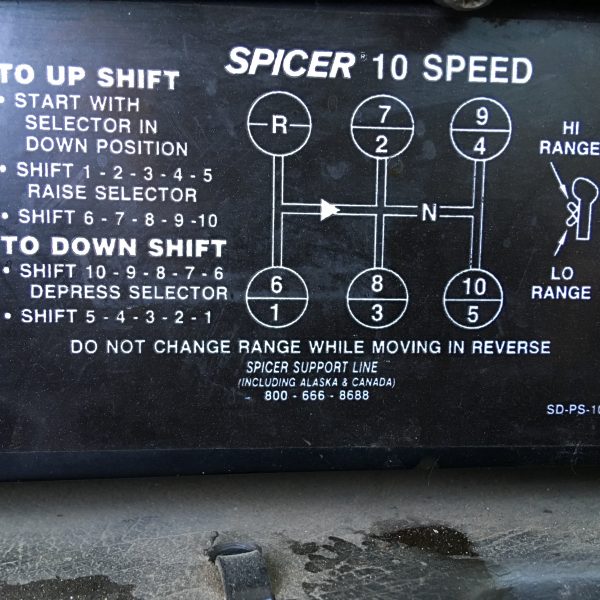 SPICER 10 SPEED
TO UP SHIFT
• START WITH
SELECTOR IN
DOWN POSITION
• SHIFT 1 - 2 - 3 - 4 - 5
RAISE SELECTOR
• SHIFT 6 - 7 - 8 - 9 -10
TO DOWN SHIFT
• SHIFT 10 - 9 - 8 - 7 - 6
DEPRESS SELECTOR
• SHIFT 5 - 4 - 3 - 2 - 1
R
7
2
9
4
N
6
1
8
3
10
5
HI
RANGE
LO
RANGE
DO NOT CHANGE RANGE WHILE MOVING IN REVERSE
SPICER SUPPORT LINE
(INCLUDING ALASKA & CANADA)
800 - 666 - 8688
SD-PS-10